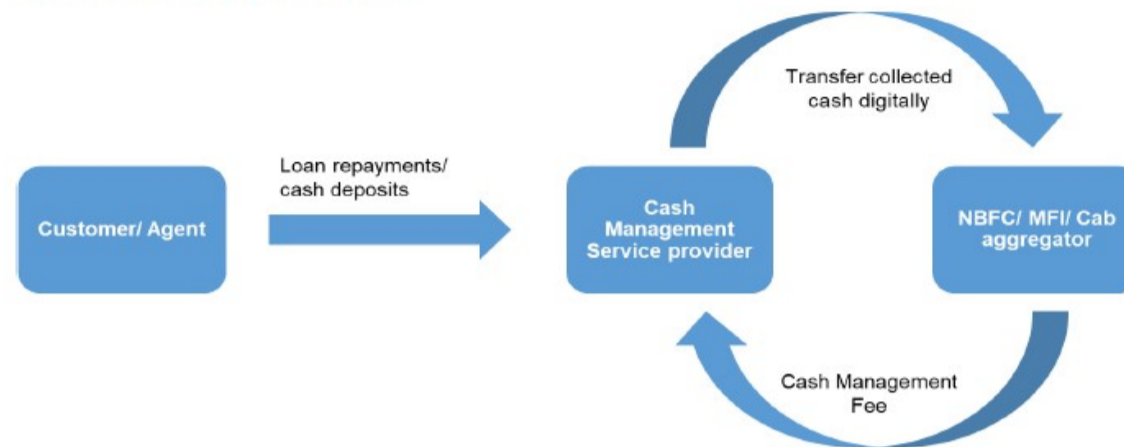 Transfer collected
cash digitally
Loan repayments/
cash deposits
Customer/ Agent
Cash
Management
Service provider
NBFC/ MFI/ Cab
aggregator
Cash Management
Fee